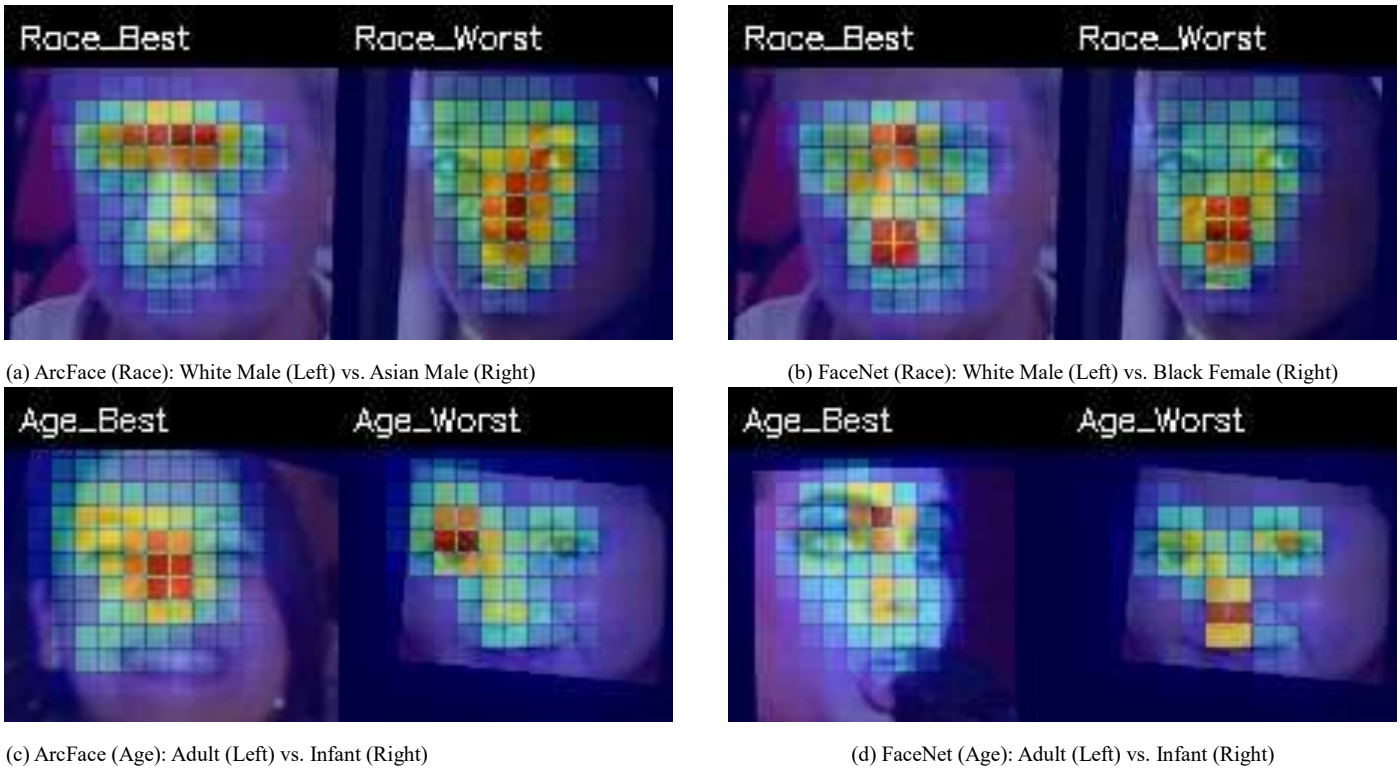 Race_Best
Race_Worst
Race_Best
Race_Worst
(a) ArcFace (Race): White Male (Left) vs. Asian Male (Right)
(b) FaceNet (Race): White Male (Left) vs. Black Female (Right)
Age_Best
Age_Worst
Age_Best
Age_Worst
(c) ArcFace (Age): Adult (Left) vs. Infant (Right)
(d) FaceNet (Age): Adult (Left) vs. Infant (Right)